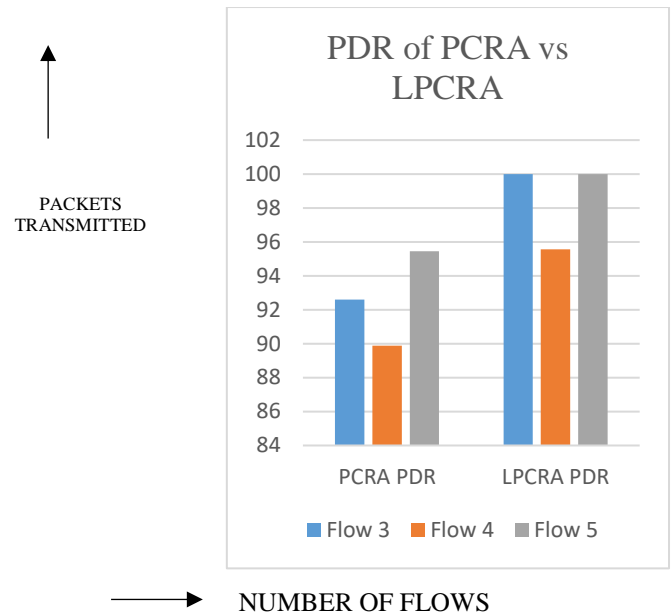 PDR of PCRA vs
LPCRA
PACKETS
TRANSMITTED
102
100
98
96
94
92
90
88
86
84
PCRA PDR LPCRA PDR
Flow 3 Flow 4 Flow 5
NUMBER OF FLOWS